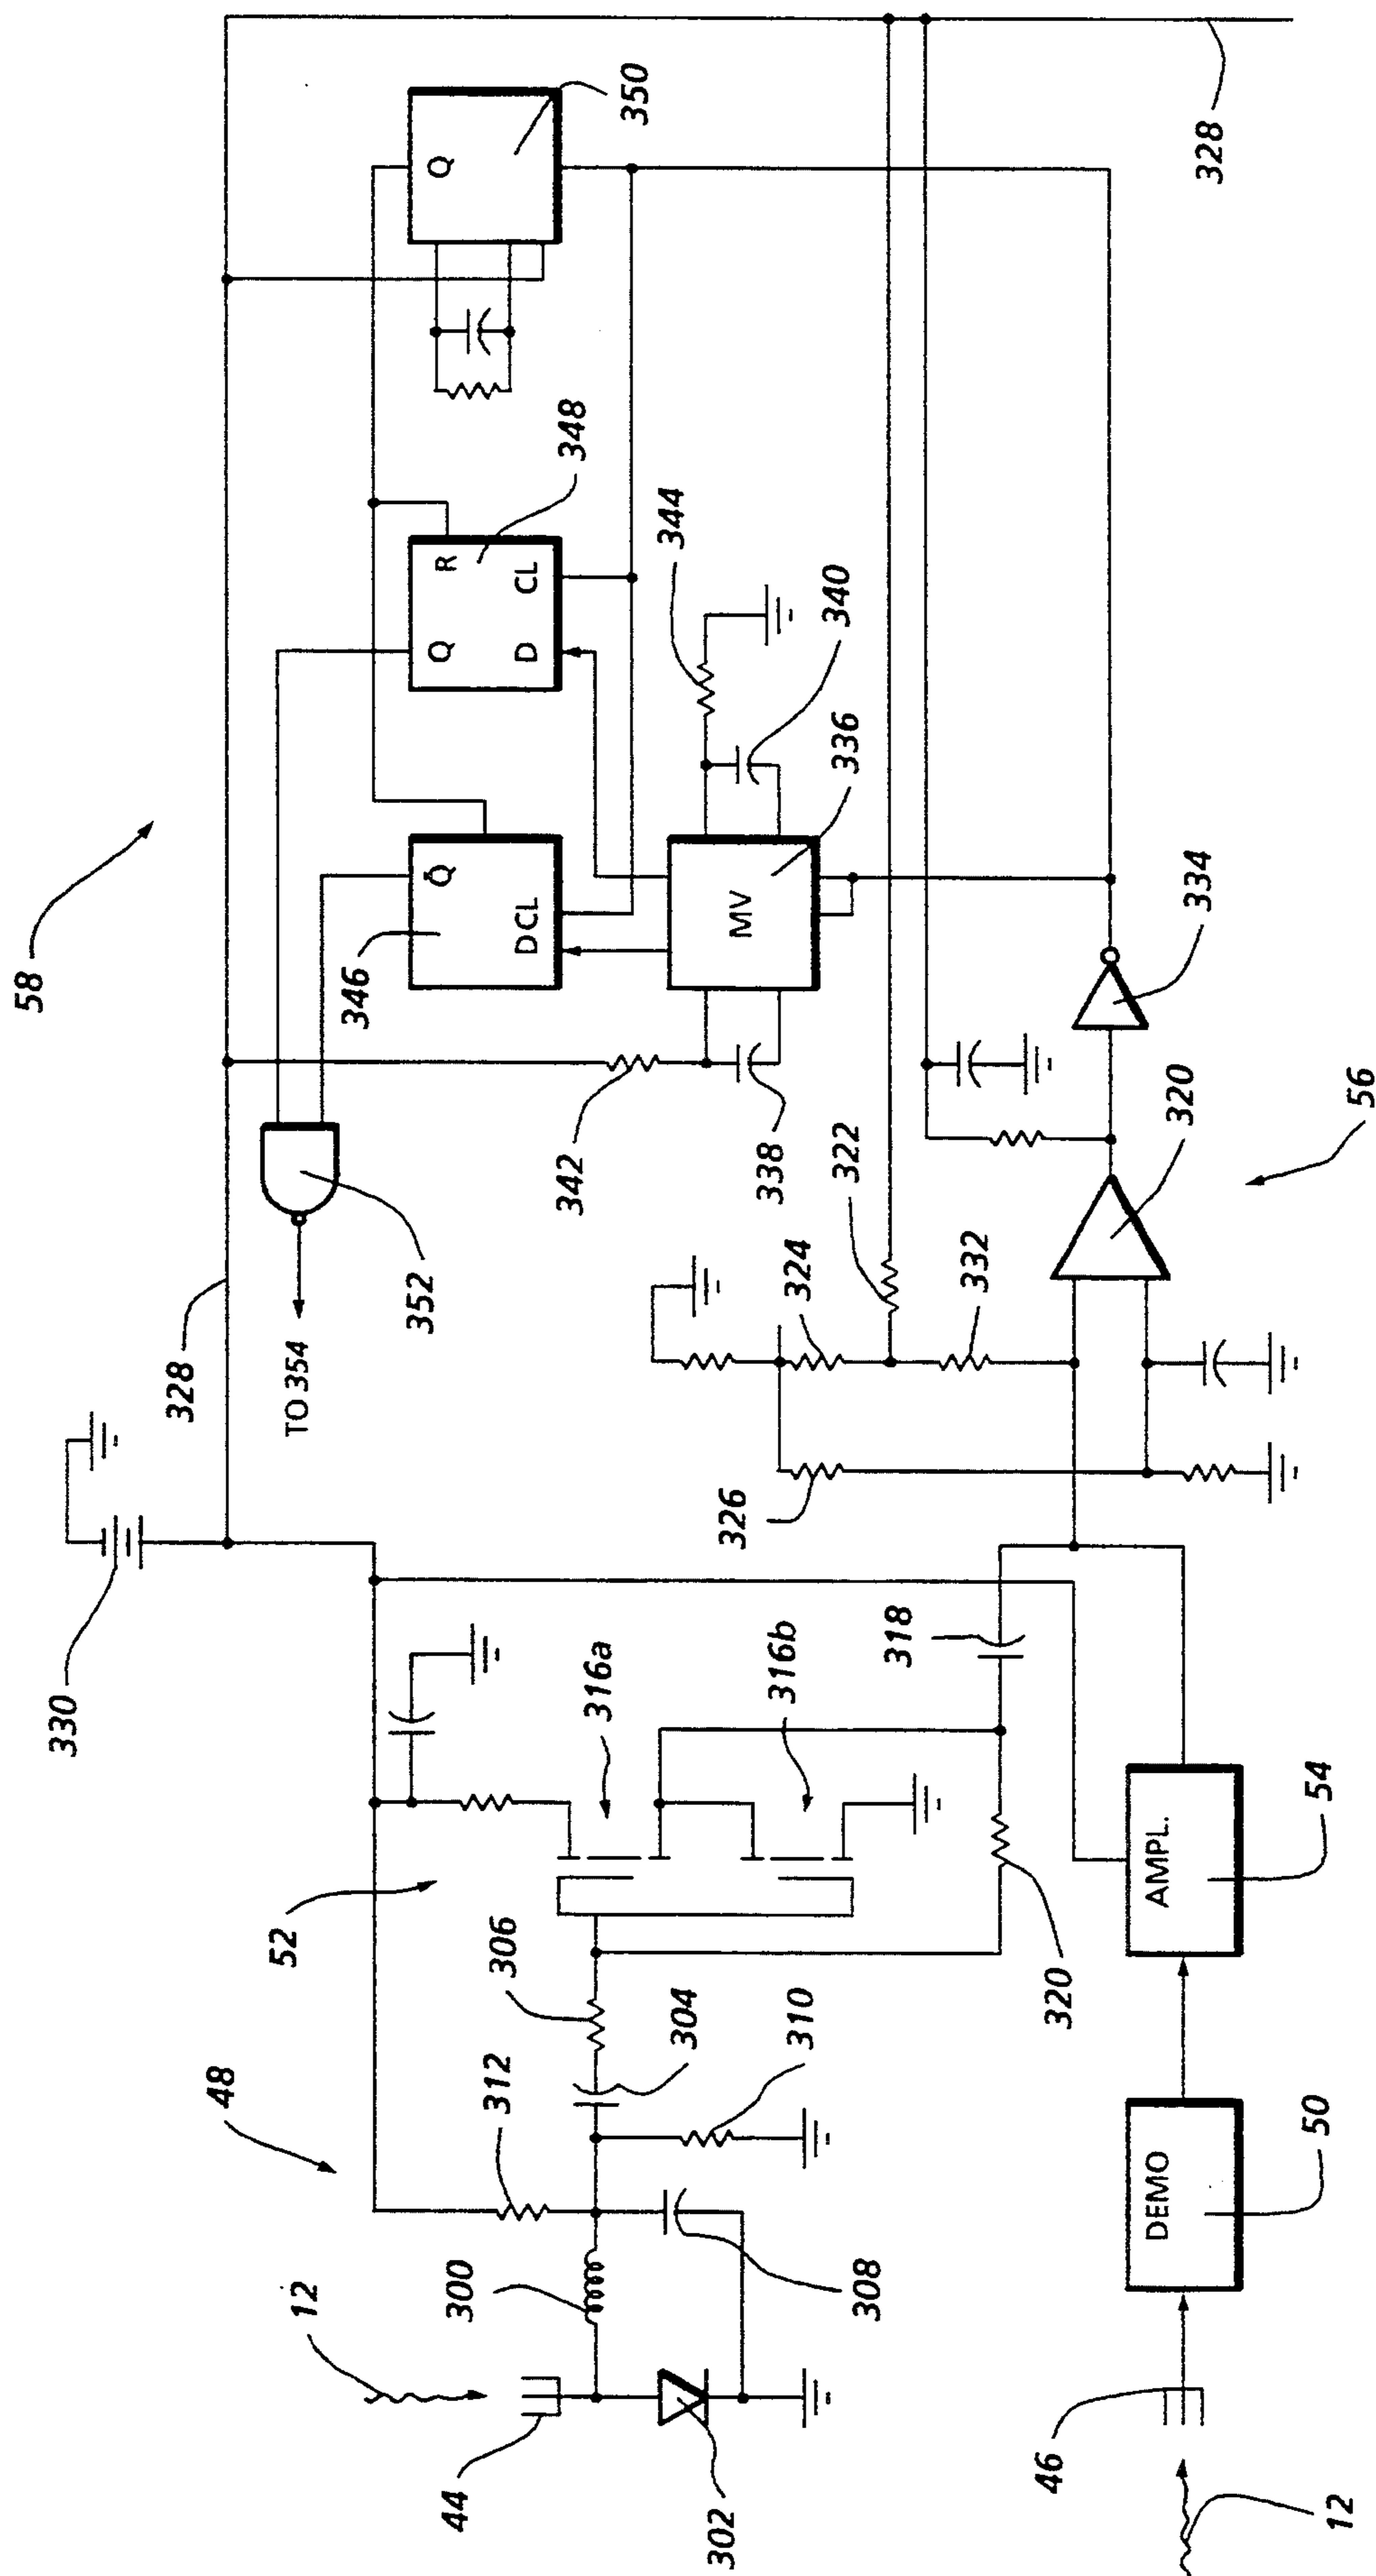 58
350
Q
328
Q
R
348
D
CL
346
Q̄
D CL
344
340
336
MV
334
342
338
352
TO 354
328
330
322
324
332
326
320
56
316a
316b
318
52
306
304
310
320
54
AMPL.
48
312
300
12
308
44
302
50
DEMO
46
12